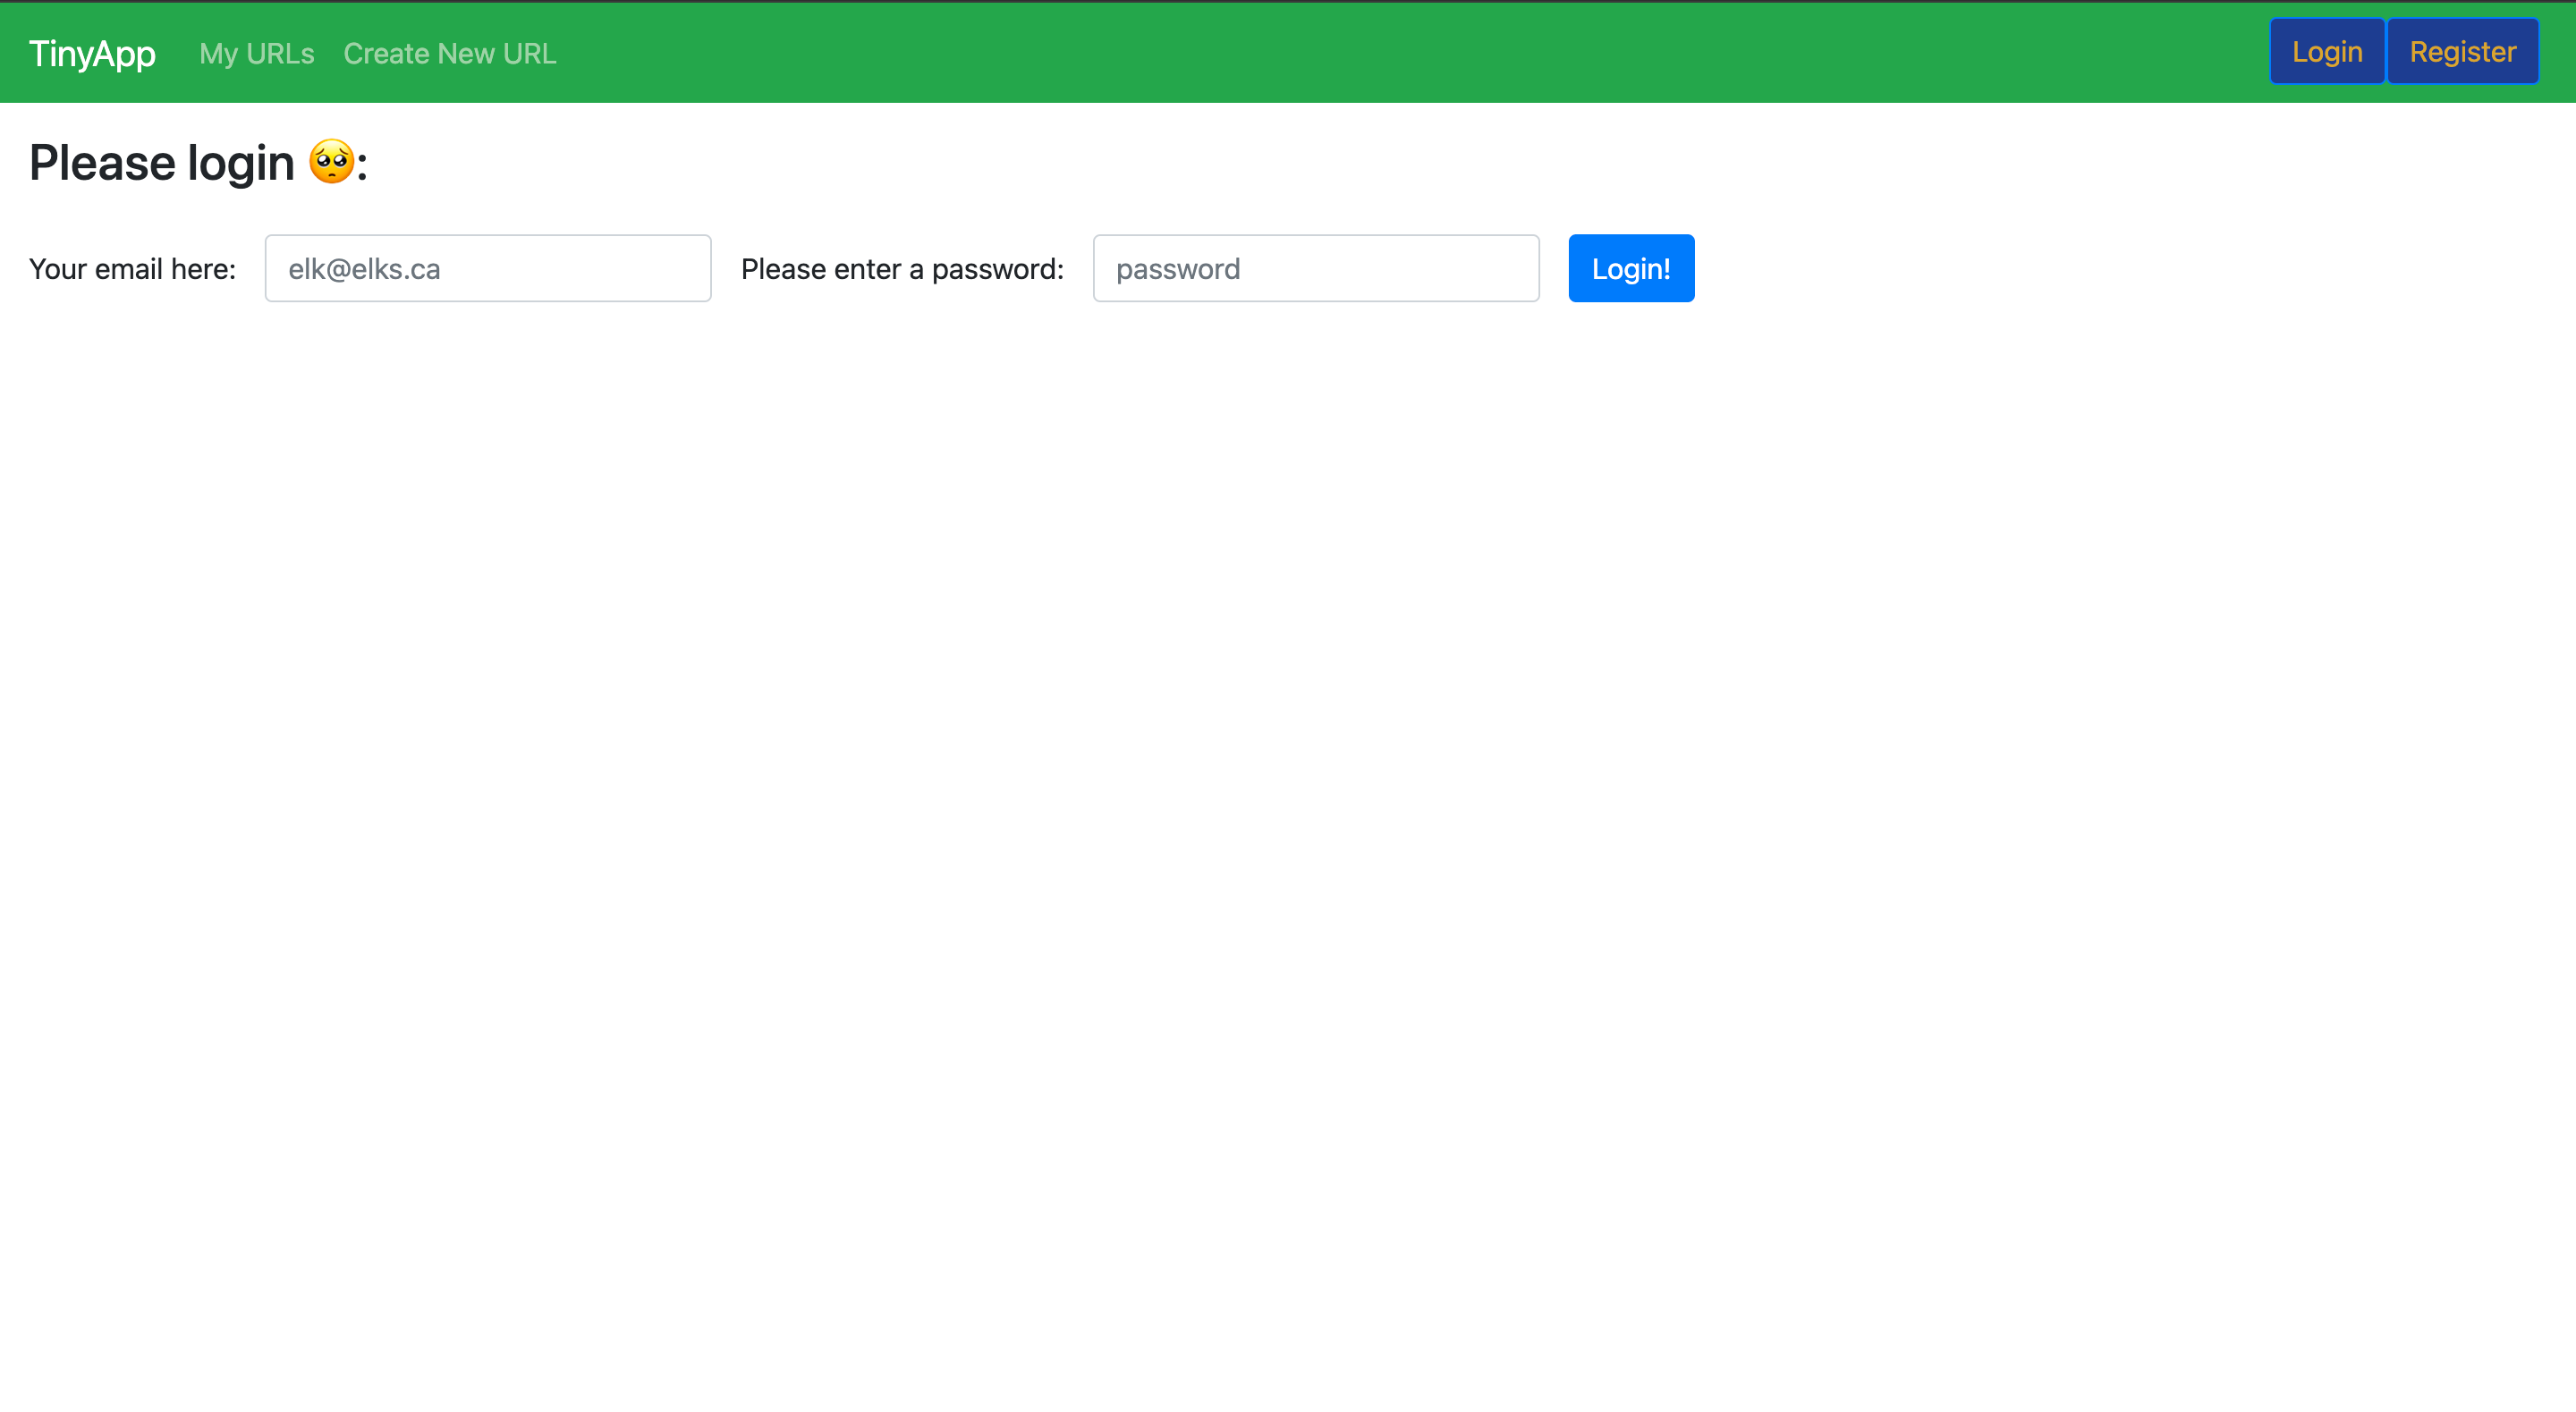 TinyApp My URLs Create New URL Login Register
Please login 🥺:
Your email here: elk@elks.ca Please enter a password: password Login!